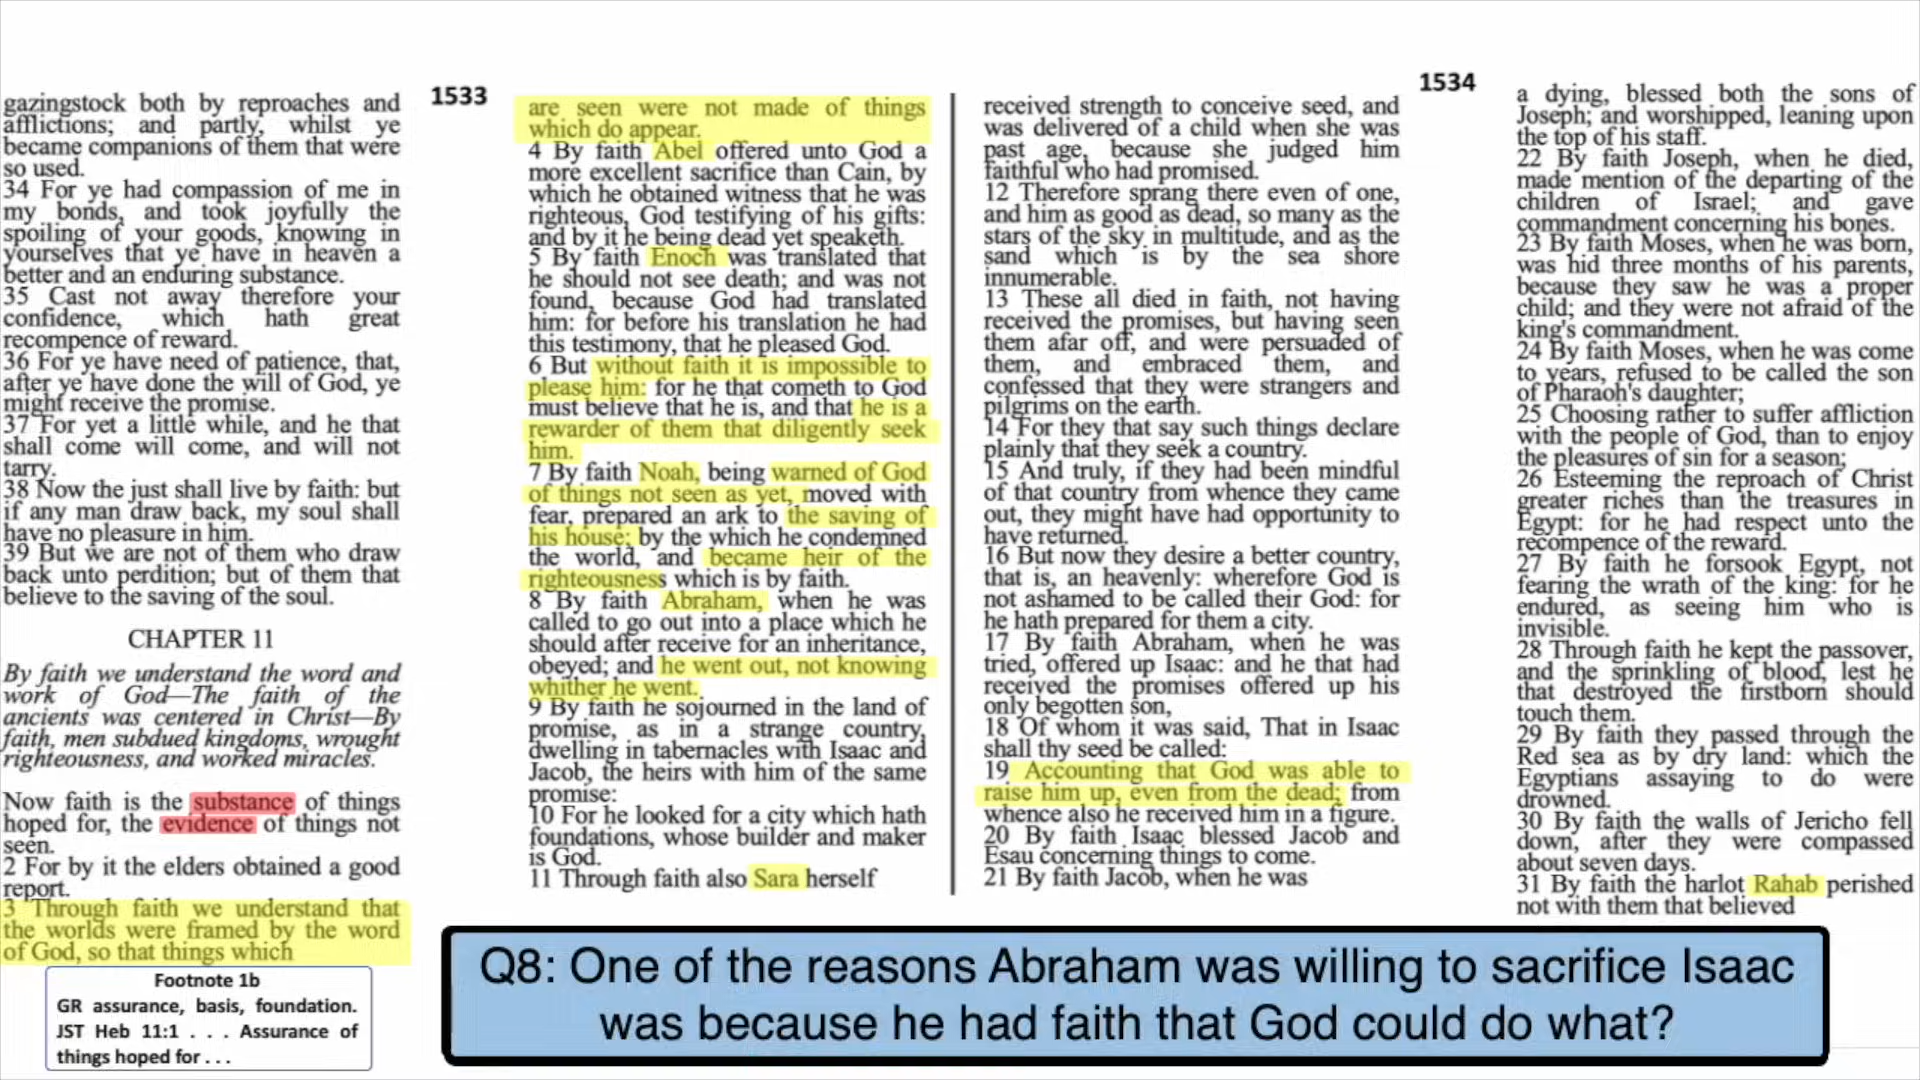 gazingstock both by reproaches and
afflictions; and partly, whilst ye
became companions of them that were
so used.
34 For ye had compassion of me in
my bonds, and took joyfully the
spoiling of your goods, knowing in
yourselves that ye have in heaven a
better and an enduring substance.
35 Cast not away therefore your
confidence, which hath great
recompence of reward.
36 For ye have need of patience, that,
after ye have done the will of God, ye
might receive the promise.
37 For yet a little while, and he that
shall come will come, and will not
tarry.
38 Now the just shall live by faith: but
if any man draw back, my soul shall
have no pleasure in him.
39 But we are not of them who draw
back unto perdition; but of them that
believe to the saving of the soul.
CHAPTER 11
By faith we understand the word and
work of God—The faith of the
ancients was centered in Christ—By
faith, men subdued kingdoms, wrought
righteousness, and worked miracles.
Now faith is the substance of things
hoped for, the evidence of things not
seen.
2 For by it the elders obtained a good
report.
3 Through faith we understand that
the worlds were framed by the word
of God, so that things which
Footnote 1b
GR assurance, basis, foundation.
JST Heb 11:1 . . . Assurance of
things hoped for . . .
1533
are seen were not made of things
which do appear.
4 By faith Abel offered unto God a
more excellent sacrifice than Cain, by
which he obtained witness that he was
righteous, God testifying of his gifts:
and by it he being dead yet speaketh.
5 By faith Enoch was translated that
he should not see death; and was not
found, because God had translated
him: for before his translation he had
this testimony, that he pleased God.
6 But without faith it is impossible to
please him: for he that cometh to God
must believe that he is, and that he is a
rewarder of them that diligently seek
him.
7 By faith Noah, being warned of God
of things not seen as yet, moved with
fear, prepared an ark to the saving of
his house; by the which he condemned
the world, and became heir of the
righteousness which is by faith.
8 By faith Abraham, when he was
called to go out into a place which he
should after receive for an inheritance,
obeyed; and he went out, not knowing
whither he went.
9 By faith he sojourned in the land of
promise, as in a strange country,
dwelling in tabernacles with Isaac and
Jacob, the heirs with him of the same
promise:
10 For he looked for a city which hath
foundations, whose builder and maker
is God.
11 Through faith also Sara herself
received strength to conceive seed, and
was delivered of a child when she was
past age, because she judged him
faithful who had promised.
12 Therefore sprang there even of one,
and him as good as dead, so many as the
stars of the sky in multitude, and as the
sand which is by the sea shore
innumerable.
13 These all died in faith, not having
received the promises, but having seen
them afar off, and were persuaded of
them, and embraced them, and
confessed that they were strangers and
pilgrims on the earth.
14 For they that say such things declare
plainly that they seek a country.
15 And truly, if they had been mindful
of that country from whence they came
out, they might have had opportunity to
have returned.
16 But now they desire a better country,
that is, an heavenly: wherefore God is
not ashamed to be called their God: for
he hath prepared for them a city.
17 By faith Abraham, when he was
tried, offered up Isaac: and he that had
received the promises offered up his
only begotten son,
18 Of whom it was said, That in Isaac
shall thy seed be called:
19 Accounting that God was able to
raise him up, even from the dead; from
whence also he received him in a figure.
20 By faith Isaac blessed Jacob and
Esau concerning things to come.
21 By faith Jacob, when he was
1534
a dying, blessed both the sons of
Joseph; and worshipped, leaning upon
the top of his staff.
22 By faith Joseph, when he died,
made mention of the departing of the
children of Israel; and gave
commandment concerning his bones.
23 By faith Moses, when he was born,
was hid three months of his parents,
because they saw he was a proper
child; and they were not afraid of the
king's commandment.
24 By faith Moses, when he was come
to years, refused to be called the son
of Pharaoh's daughter;
25 Choosing rather to suffer affliction
with the people of God, than to enjoy
the pleasures of sin for a season;
26 Esteeming the reproach of Christ
greater riches than the treasures in
Egypt: for he had respect unto the
recompence of the reward.
27 By faith he forsook Egypt, not
fearing the wrath of the king: for he
endured, as seeing him who is
invisible.
28 Through faith he kept the passover,
and the sprinkling of blood, lest he
that destroyed the firstborn should
touch them.
29 By faith they passed through the
Red sea as by dry land: which the
Egyptians assaying to do were
drowned.
30 By faith the walls of Jericho fell
down, after they were compassed
about seven days.
31 By faith the harlot Rahab perished
not with them that believed
Q8: One of the reasons Abraham was willing to sacrifice Isaac
was because he had faith that God could do what?